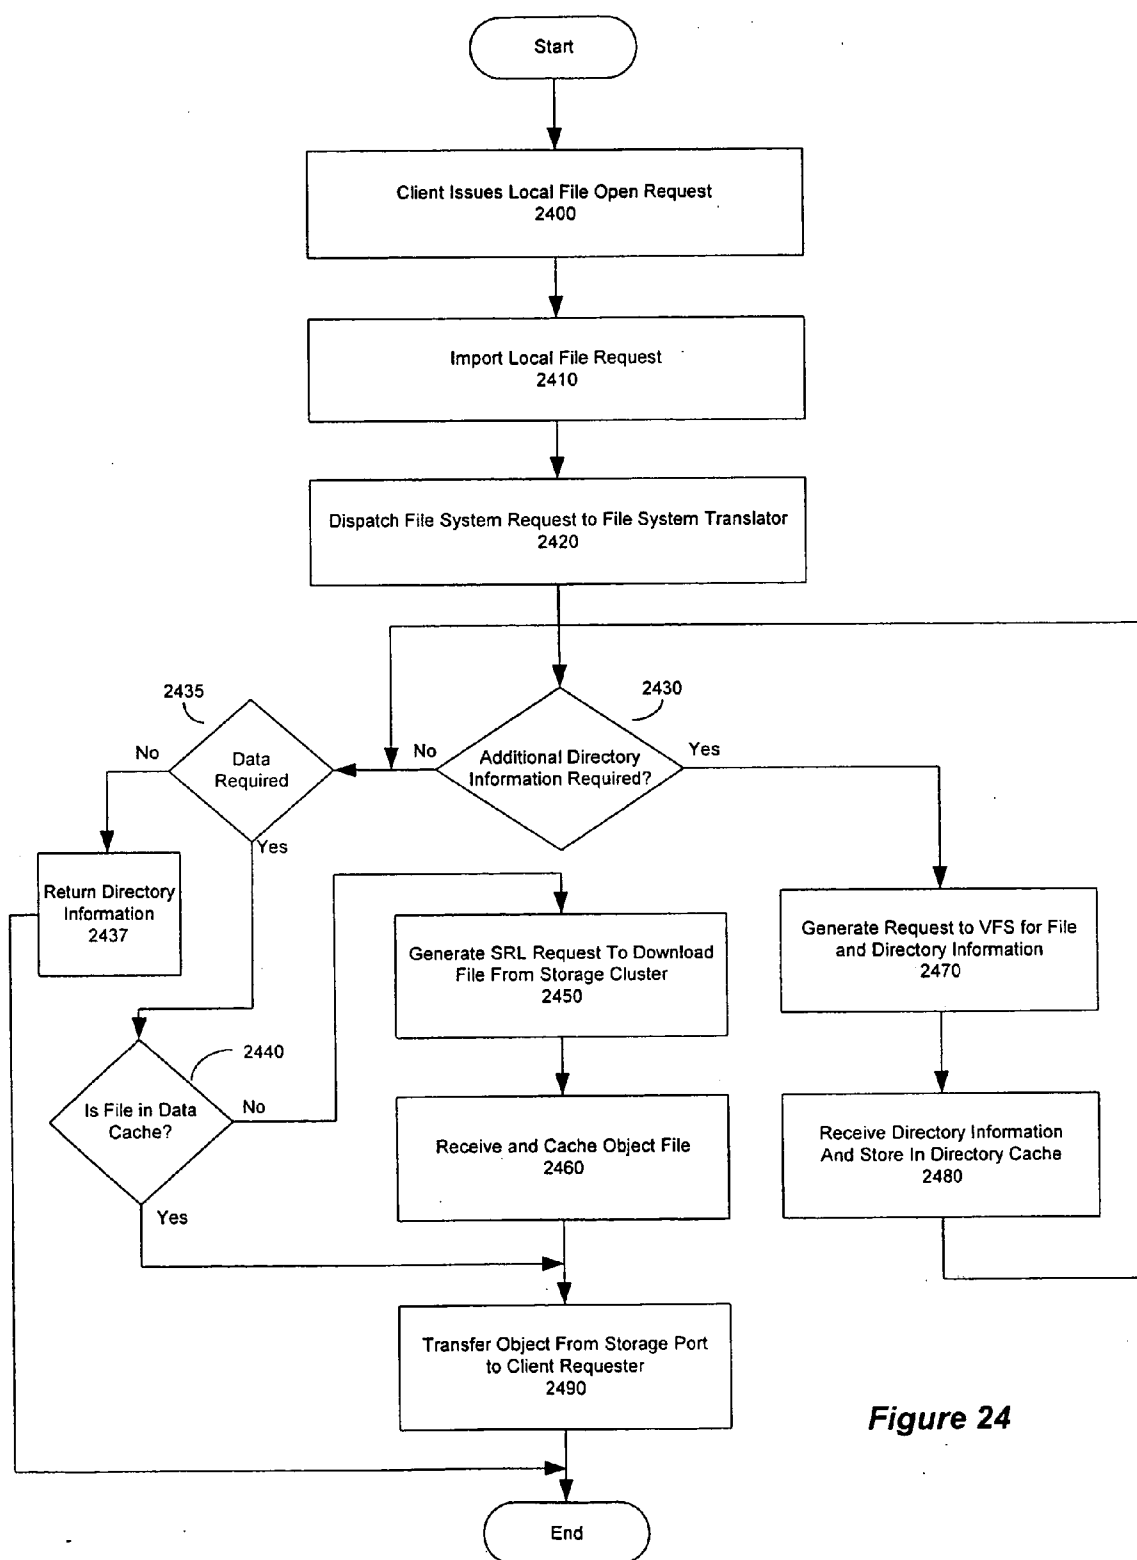 Start
Client Issues Local File Open Request
2400
Import Local File Request
2410
Dispatch File System Request to File System Translator
2420
2435
2430
No
Data
Required
No
Additional Directory
Information Required?
Yes
Yes
Return Directory
Information
2437
Generate SRL Request To Download
File From Storage Cluster
2450
Generate Request to VFS for File
and Directory Information
2470
2440
Is File in Data
Cache?
No
Yes
Receive and Cache Object File
2460
Receive Directory Information
And Store In Directory Cache
2480
Transfer Object From Storage Port
to Client Requester
2490
Figure 24
End